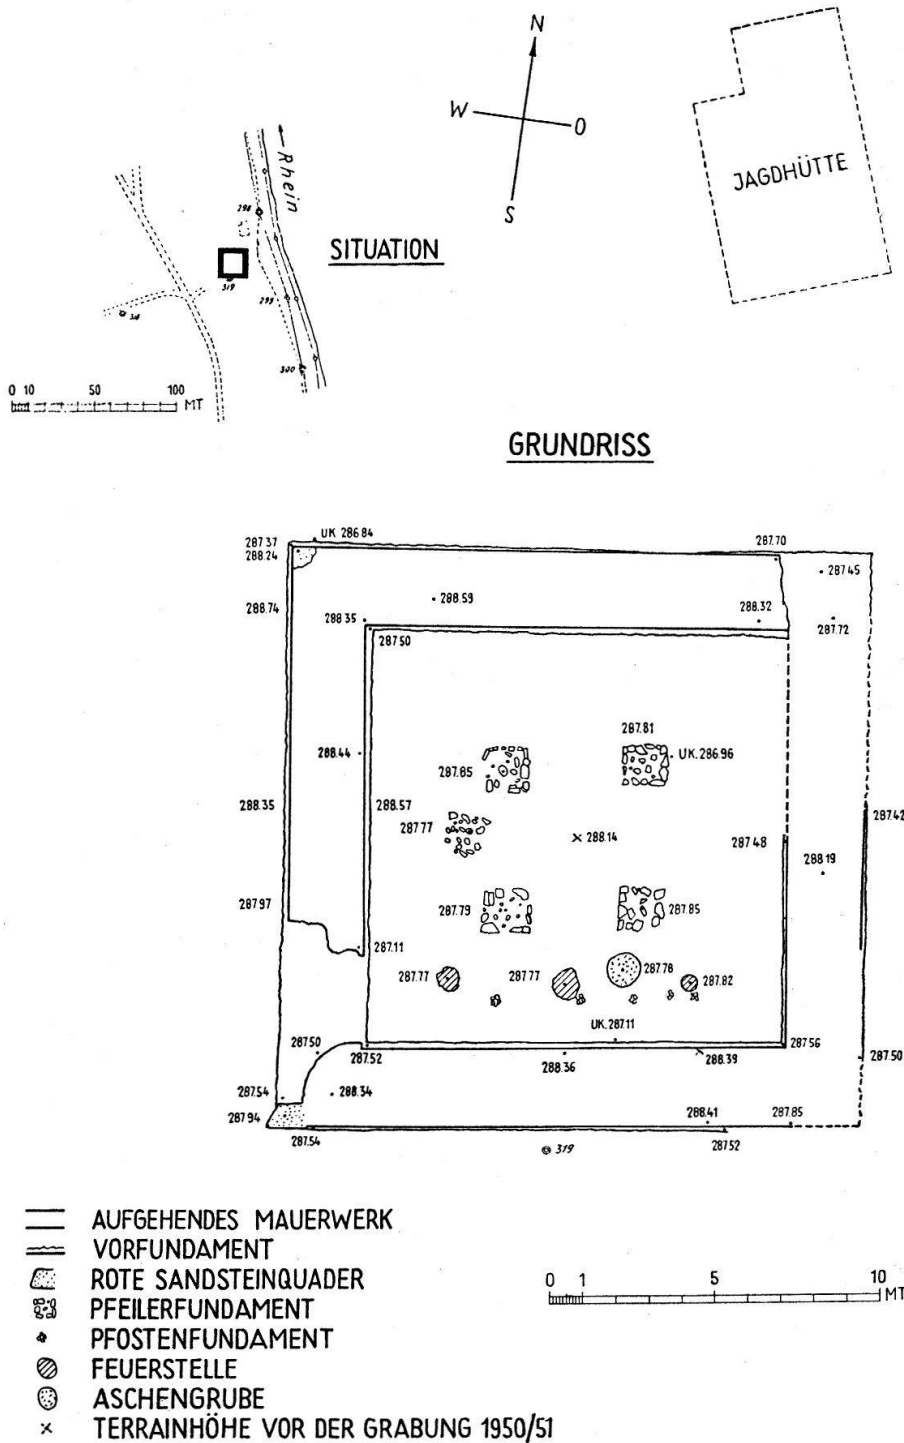 N
W
O
S
JAGDHÜTTE
Rhein
298
SITUATION
319
299
318
300
0 10 50 100
MT
GRUNDRISS
UK 286.84
287.37
288.24
287.70
287.45
288.74
288.59
288.35
288.32
287.72
287.50
287.81
288.44
287.85
UK.286.96
288.35
288.57
287.77
288.14
287.48
287.42
288.19
287.97
287.79
287.85
287.11
287.77
287.77
287.78
287.82
UK.287.11
287.50
287.52
288.36
288.39
287.56
287.50
287.54
288.34
287.94
288.41
287.85
287.54
287.52
319
AUFGEHENDES MAUERWERK
VORFUNDAMENT
ROTE SANDSTEINQUADER
PFEILERFUNDAMENT
PFOSTENFUNDAMENT
FEUERSTELLE
ASCHENGRUBE
TERRAINHÖHE VOR DER GRABUNG 1950/51
0 1 5 10
MT